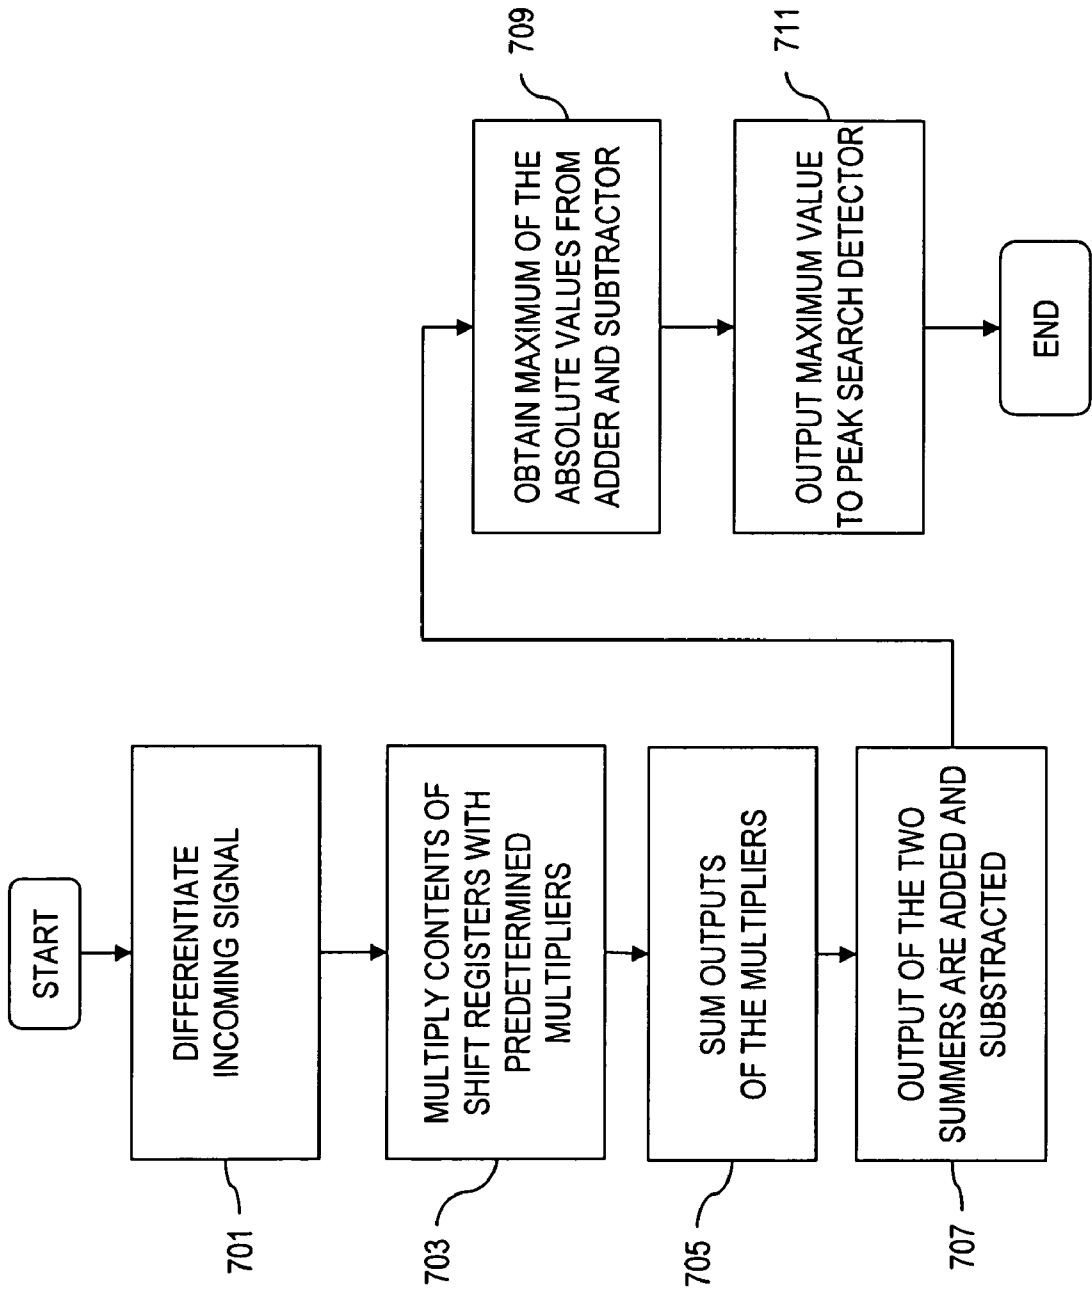 START
DIFFERENTIATE
INCOMING SIGNAL
701
MULTIPLY CONTENTS OF
SHIFT REGISTERS WITH
PREDETERMINED
MULTIPLIERS
703
SUM OUTPUTS
OF THE MULTIPLIERS
705
OUTPUT OF THE TWO
SUMMERS ARE ADDED AND
SUBSTRACTED
707
OBTAIN MAXIMUM OF THE
ABSOLUTE VALUES FROM
ADDER AND SUBTRACTOR
709
OUTPUT MAXIMUM VALUE
TO PEAK SEARCH DETECTOR
711
END